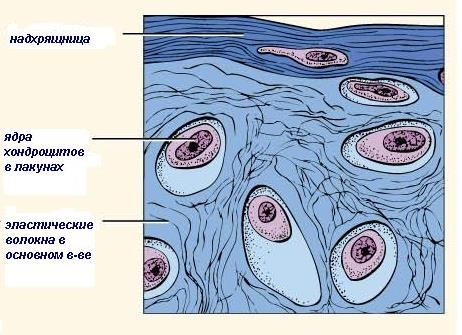 надхрящница
ядра
хондроцитов
в лакунах
эластические
волокна в
основном в-ве